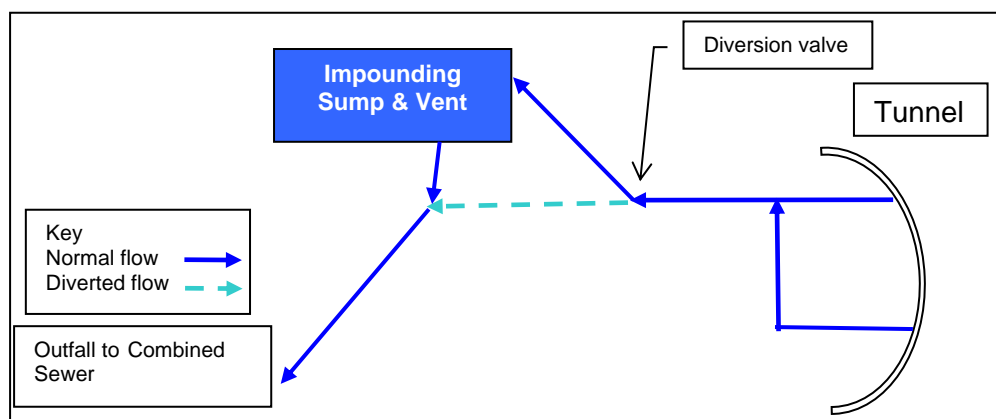 Diversion valve
Impounding
Sump & Vent
Tunnel
Key
Normal flow
Diverted flow
Outfall to Combined
Sewer